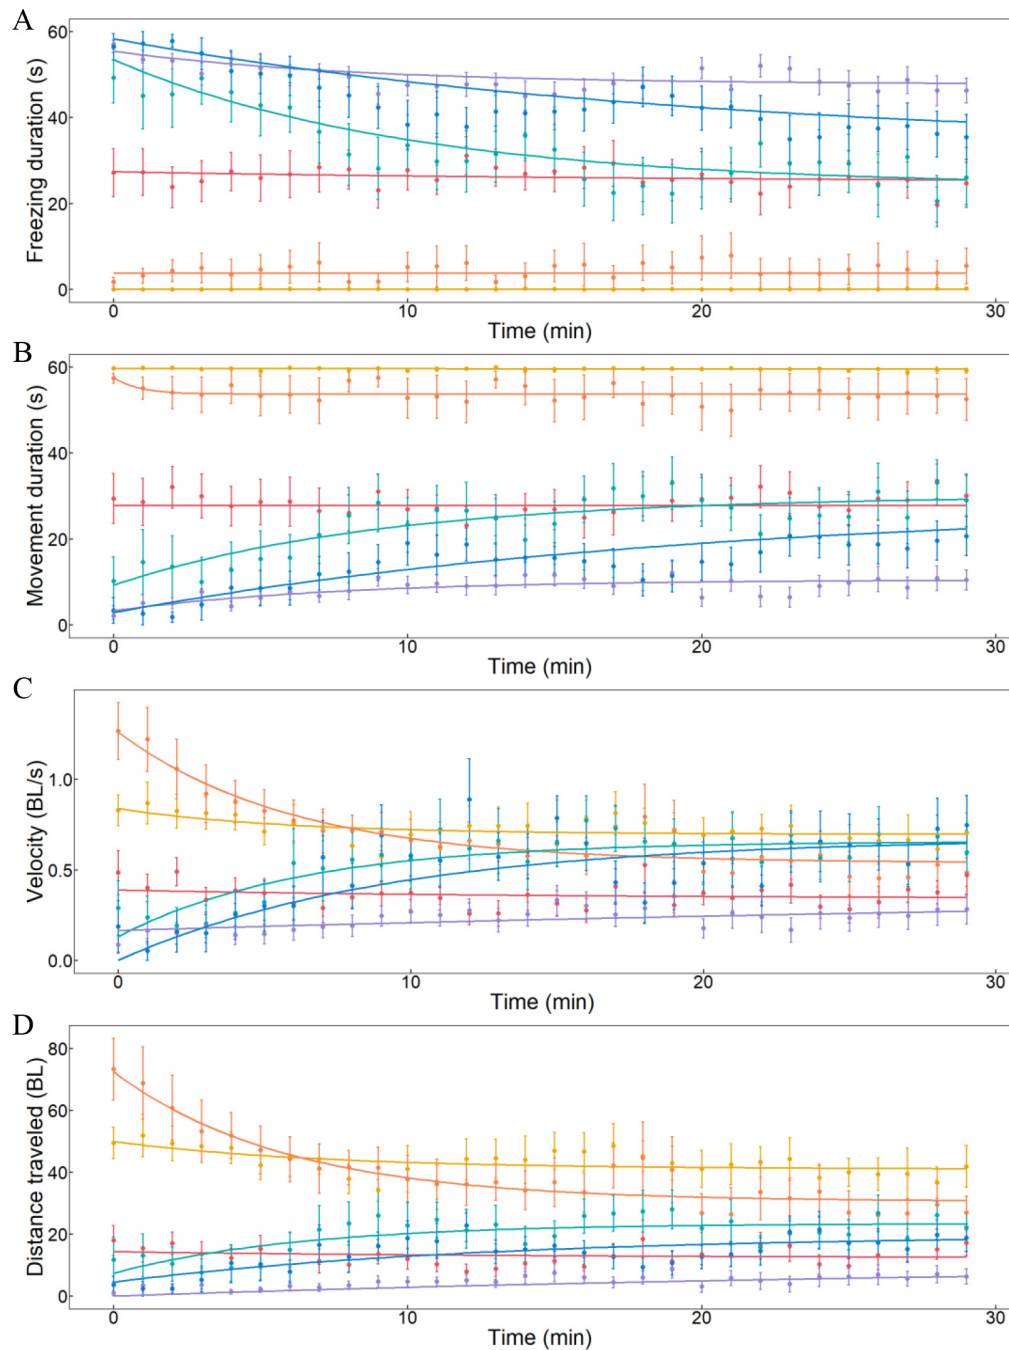 A
Freezing duration (s)
60
40
20
0
0 10 20 30
Time (min)
B
Movement duration (s)
60
40
20
0
0 10 20 30
Time (min)
C
Velocity (BL/s)
1.0
0.5
0.0
0 10 20 30
Time (min)
D
Distance traveled (BL)
80
60
40
20
0
0 10 20 30
Time (min)